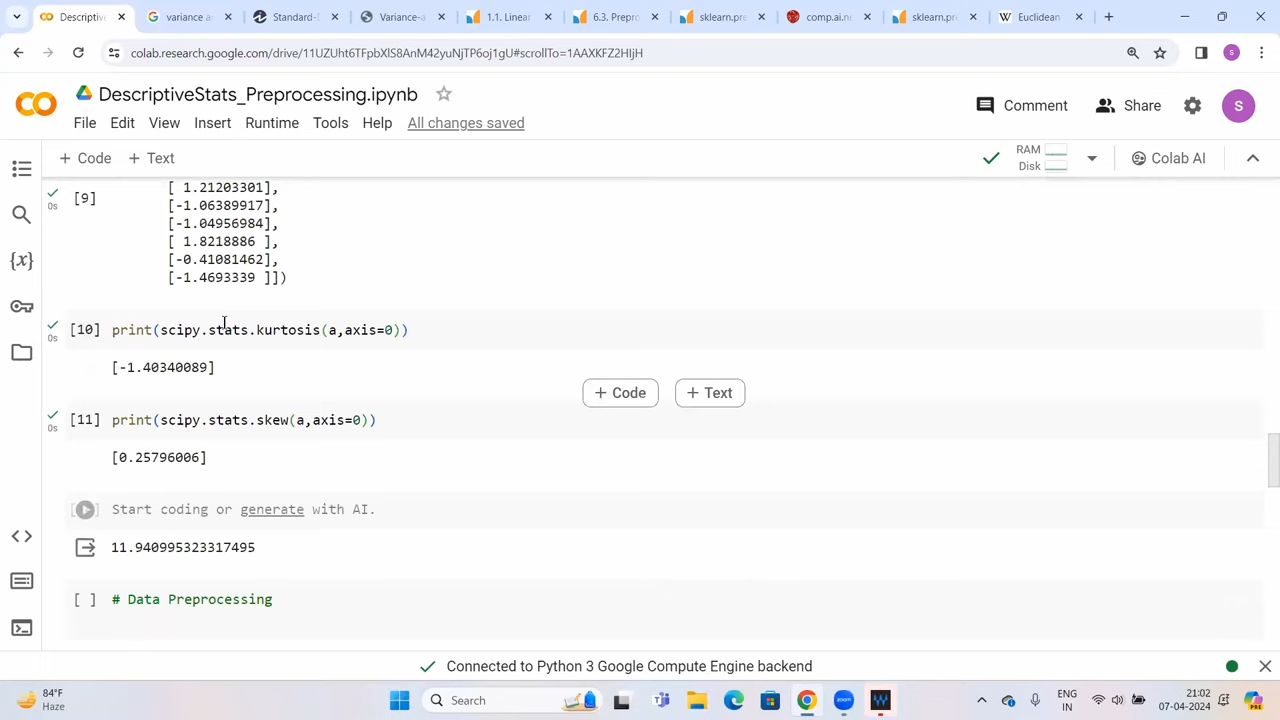 Descriptiv
variance a
Standard-D
Variance-a
1.1. Linear
6.3. Prepro
sklearn.pre
comp.ai.ne
sklearn.pre
Euclidean
colab.research.google.com/drive/11UZUht6TFpbXlS8AnM42yuNjTP6oj1gU#scrollTo=1AAXKFZ2HIjH
DescriptiveStats_Preprocessing.ipynb
Comment
Share
S
File Edit View Insert Runtime Tools Help All changes saved
+ Code + Text
RAM
Disk
Colab AI
[ 1.21203301],
[9]
0s
[-1.06389917],
[-1.04956984],
[ 1.8218886 ],
[-0.41081462],
[-1.4693339 ]])
[10] print(scipy.stats.kurtosis(a,axis=0))
0s
[-1.40340089]
+ Code + Text
[11] print(scipy.stats.skew(a,axis=0))
0s
[0.25796006]
Start coding or generate with AI.
11.940995323317495
[ ] # Data Preprocessing
Connected to Python 3 Google Compute Engine backend
84°F
Haze
Search
ENG
IN
21:02
07-04-2024